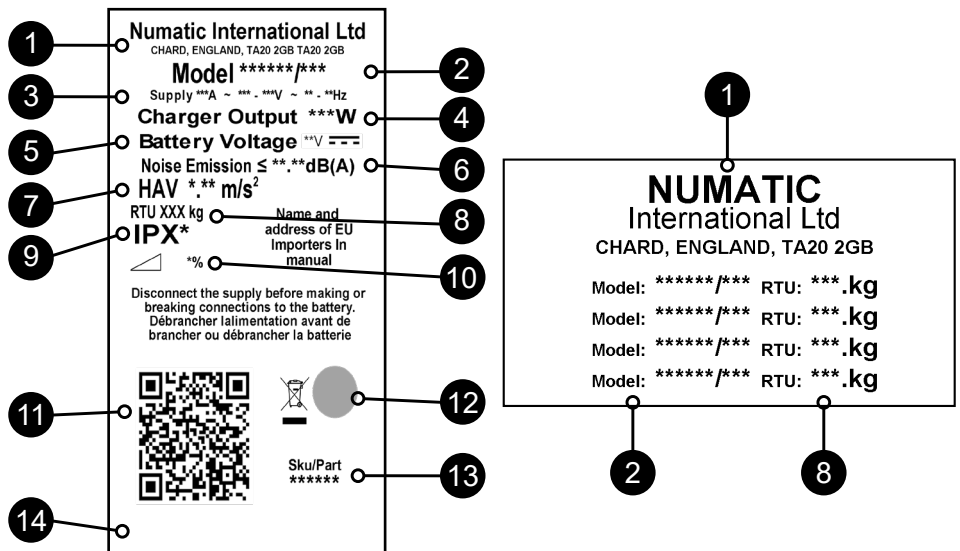 1
Numatic International Ltd
CHARD, ENGLAND, TA20 2GB TA20 2GB
Model ******/***
2
3
Supply ***A ~ *** - ***V ~ ** - **Hz
Charger Output ***W
4
5
Battery Voltage **V
Noise Emission ≤ **.**dB(A)
6
7
HAV *.** m/s²
RTU XXX kg
8
9
IPX*
Name and
address of EU
Importers In
manual
*%
10
Disconnect the supply before making or
breaking connections to the battery.
Débrancher lalimentation avant de
brancher ou débrancher la batterie
11
12
Sku/Part
******
13
14
1
NUMATIC
International Ltd
CHARD, ENGLAND, TA20 2GB
Model: ******/*** RTU: ***.kg
Model: ******/*** RTU: ***.kg
Model: ******/*** RTU: ***.kg
Model: ******/*** RTU: ***.kg
2
8